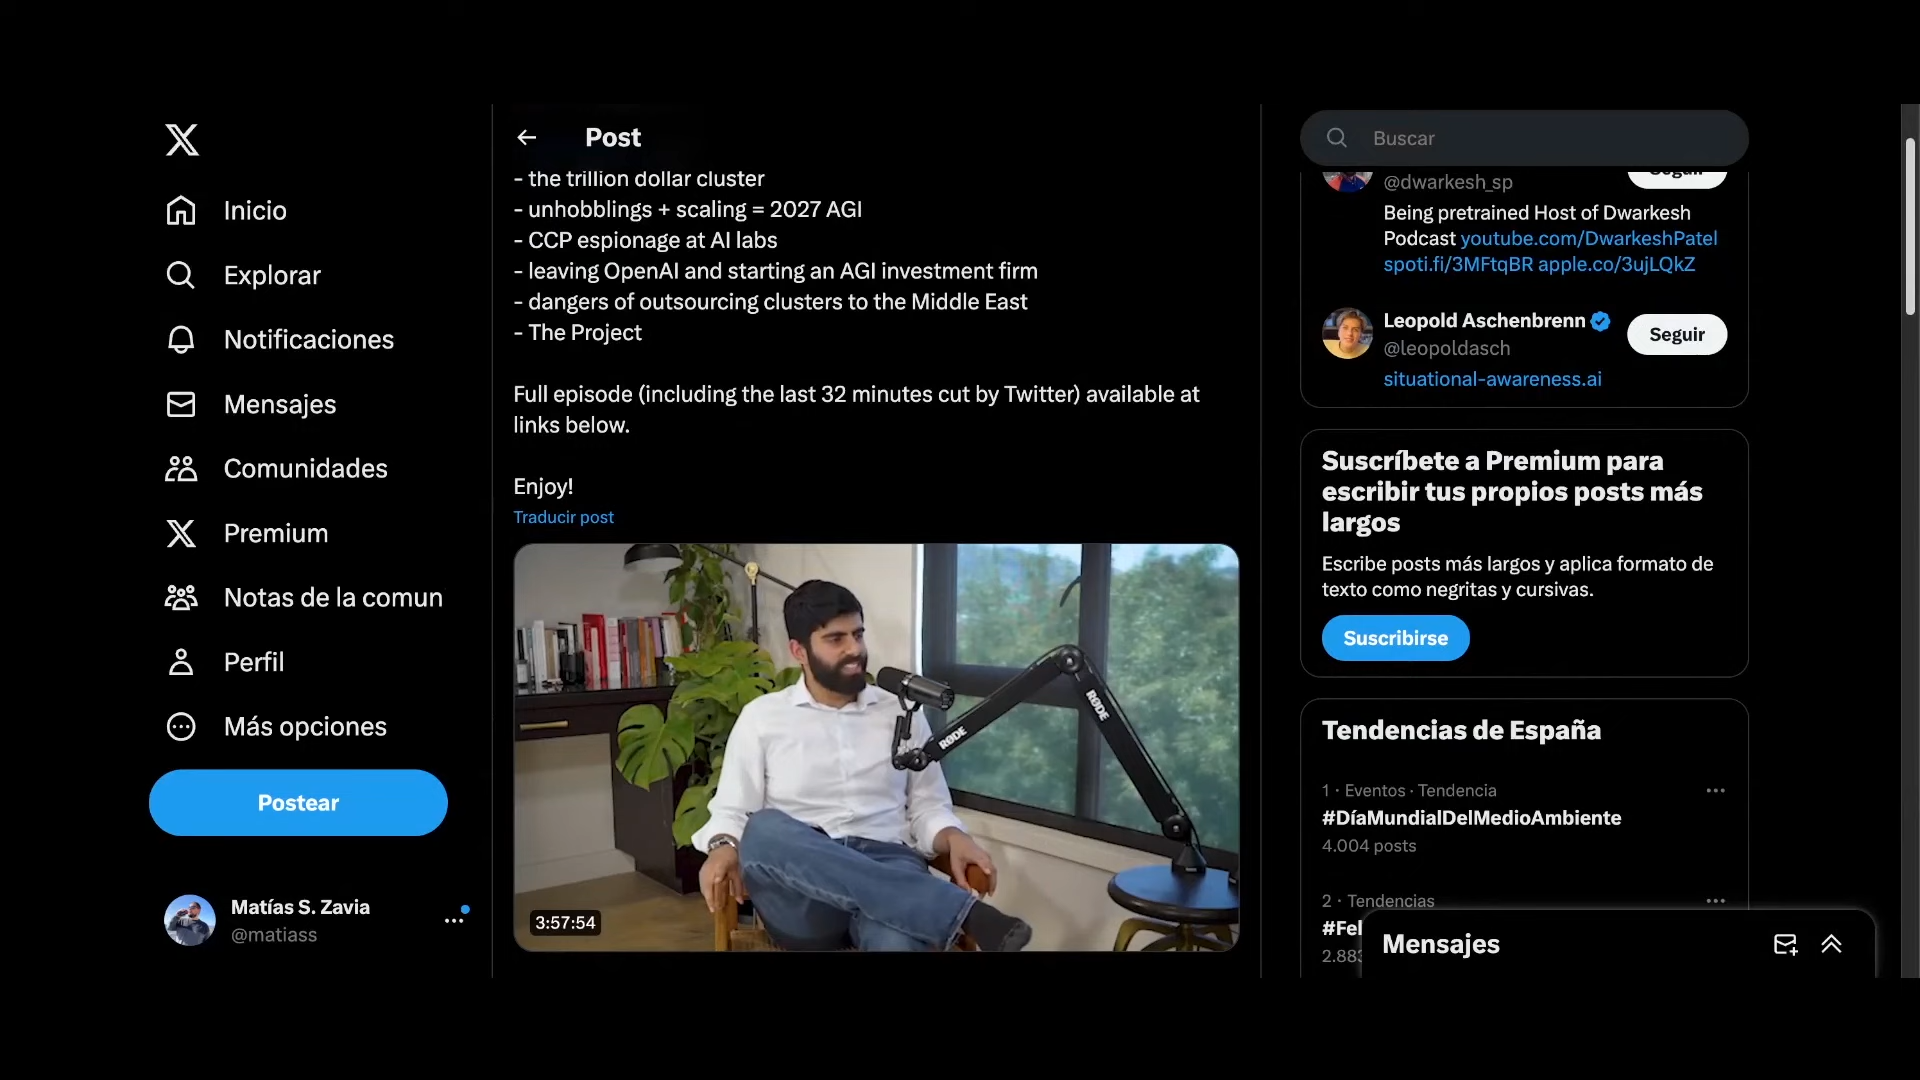 Inicio
Explorar
Notificaciones
Mensajes
Comunidades
Premium
Notas de la comun
Perfil
Más opciones
Postear
Matías S. Zavia
@matiass
Post
- the trillion dollar cluster
- unhobblings + scaling = 2027 AGI
- CCP espionage at AI labs
- leaving OpenAI and starting an AGI investment firm
- dangers of outsourcing clusters to the Middle East
- The Project
Full episode (including the last 32 minutes cut by Twitter) available at
links below.
Enjoy!
Traducir post
RØDE
RØDE
3:57:54
Buscar
Seguir
@dwarkesh_sp
Being pretrained Host of Dwarkesh
Podcast youtube.com/DwarkeshPatel
spoti.fi/3MFtqBR apple.co/3ujLQkZ
Leopold Aschenbrenn
@leopoldasch
Seguir
situational-awareness.ai
Suscríbete a Premium para
escribir tus propios posts más
largos
Escribe posts más largos y aplica formato de
texto como negritas y cursivas.
Suscribirse
Tendencias de España
1 · Eventos · Tendencia
#DíaMundialDelMedioAmbiente
4.004 posts
2 · Tendencias
#Fel
2.883
Mensajes